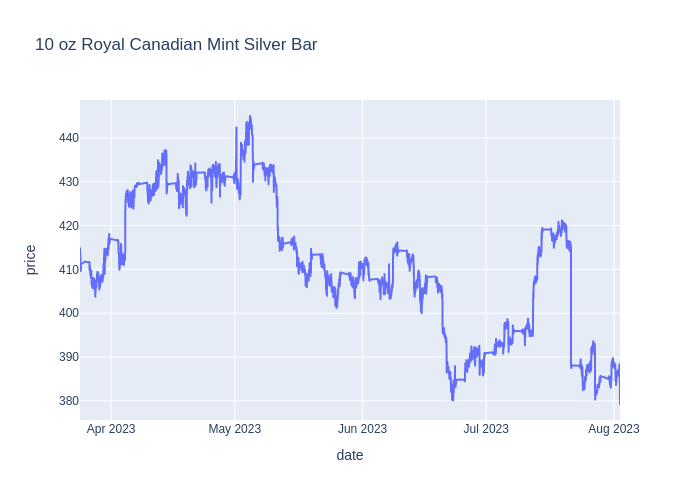 10 oz Royal Canadian Mint Silver Bar
440
430
420
410
400
390
380
price
Apr 2023
May 2023
Jun 2023
Jul 2023
Aug 2023
date